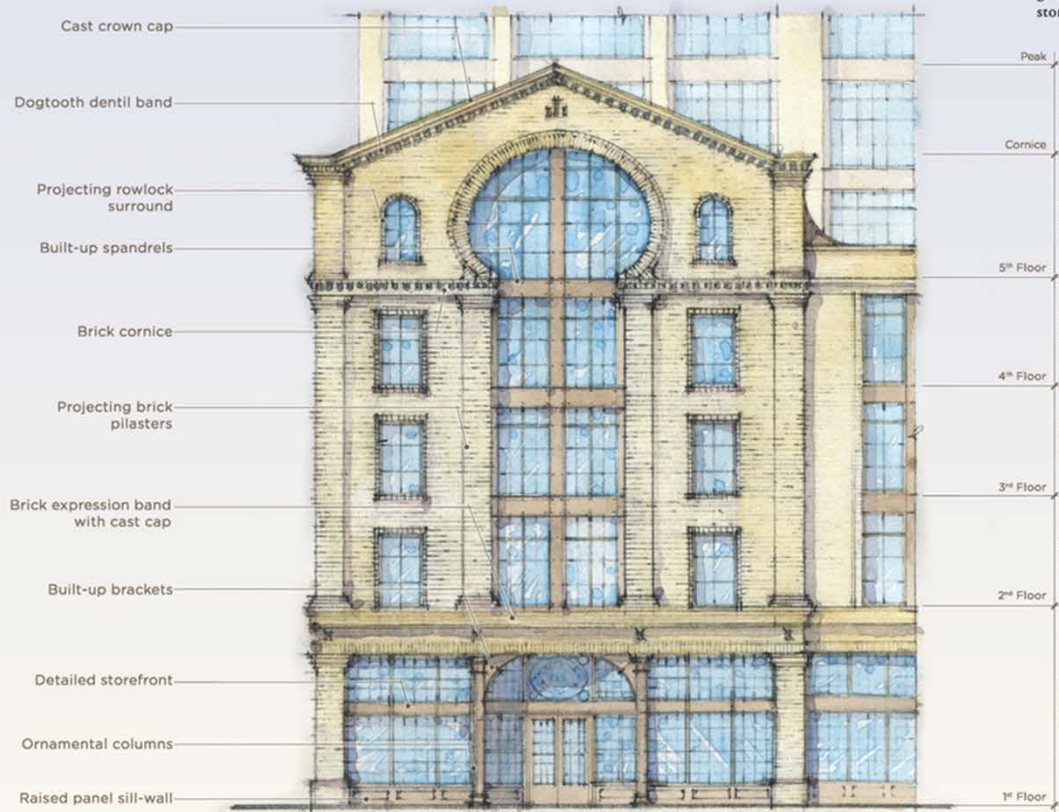 Cast crown cap
Dogtooth dentil band
Projecting rowlock
surround
Built-up spandrels
Brick cornice
Projecting brick
pilasters
Brick expression band
with cast cap
Built-up brackets
Detailed storefront
Ornamental columns
Raised panel sill-wall
Peak
Cornice
5th Floor
4th Floor
3rd Floor
2nd Floor
1st Floor